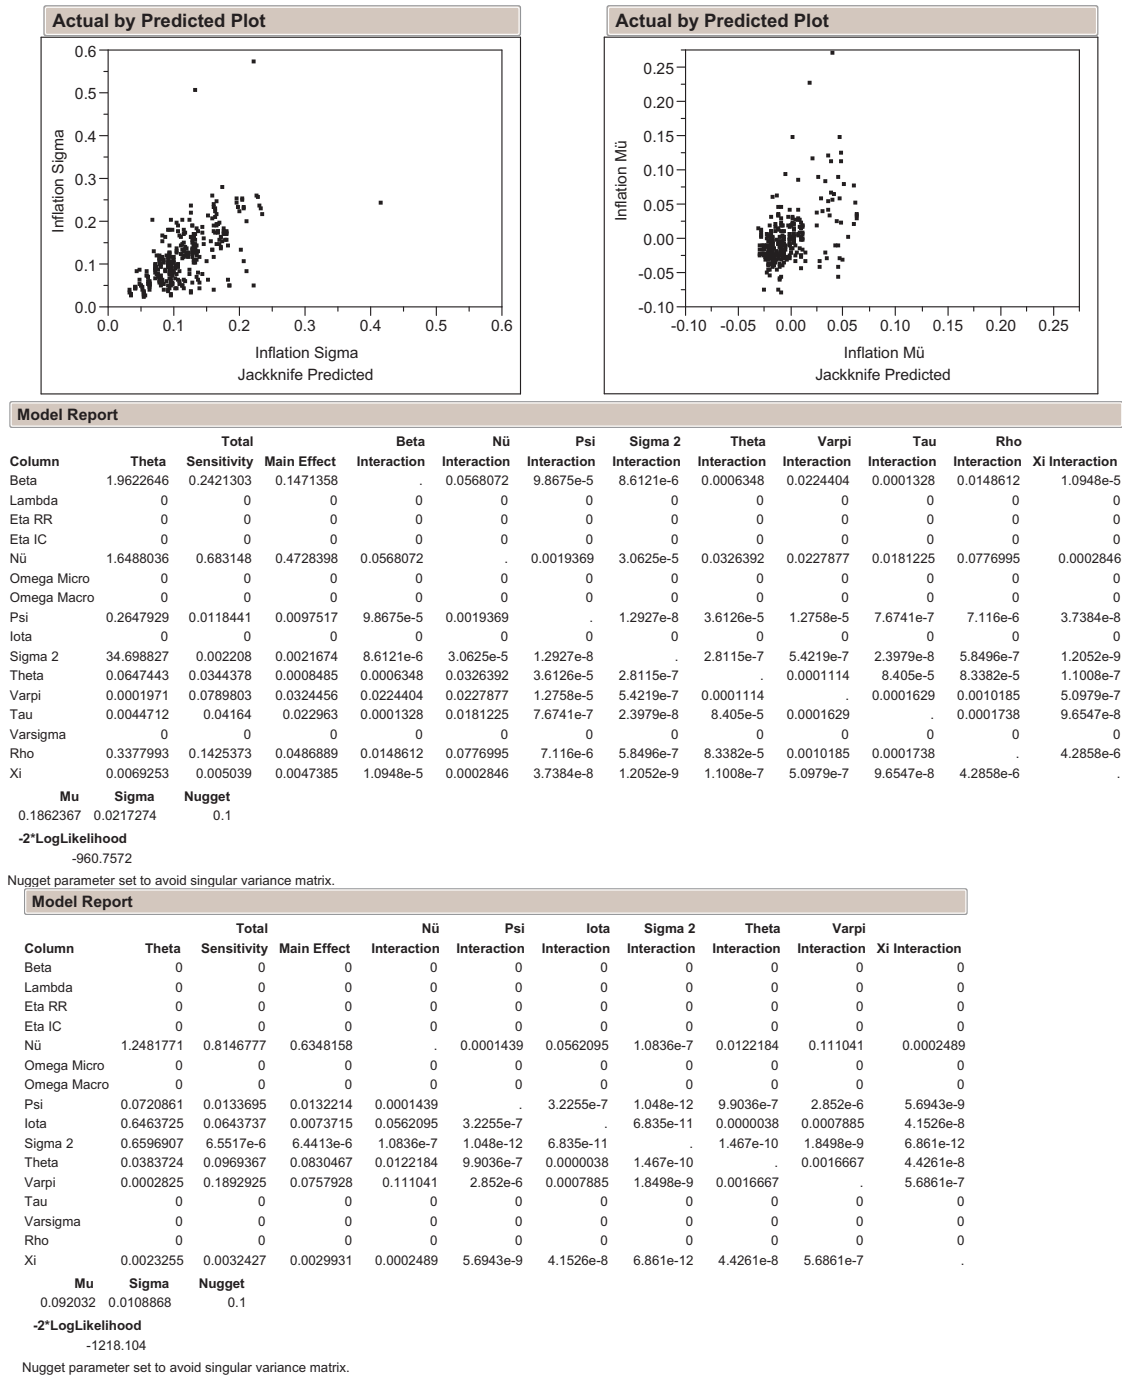 Actual by Predicted Plot
0.6
0.5
0.4
0.3
0.2
0.1
0.0
Inflation Sigma
0.0 0.1 0.2 0.3 0.4 0.5 0.6
Inflation Sigma
Jackknife Predicted
Actual by Predicted Plot
0.25
0.20
0.15
0.10
0.05
0.00
-0.05
-0.10
Inflation Mü
-0.10 -0.05 0.00 0.05 0.10 0.15 0.20 0.25
Inflation Mü
Jackknife Predicted
Model Report
Total Beta Nü Psi Sigma 2 Theta Varpi Tau Rho
Column Theta Sensitivity Main Effect Interaction Interaction Interaction Interaction Interaction Interaction Interaction Interaction Xi Interaction
Beta 1.9622646 0.2421303 0.1471358 . 0.0568072 9.8675e-5 8.6121e-6 0.0006348 0.0224404 0.0001328 0.0148612 1.0948e-5
Lambda 0 0 0 0 0 0 0 0 0 0 0 0
Eta RR 0 0 0 0 0 0 0 0 0 0 0 0
Eta IC 0 0 0 0 0 0 0 0 0 0 0 0
Nü 1.6488036 0.683148 0.4728398 0.0568072 . 0.0019369 3.0625e-5 0.0326392 0.0227877 0.0181225 0.0776995 0.0002846
Omega Micro 0 0 0 0 0 0 0 0 0 0 0 0
Omega Macro 0 0 0 0 0 0 0 0 0 0 0 0
Psi 0.2647929 0.0118441 0.0097517 9.8675e-5 0.0019369 . 1.2927e-8 3.6126e-5 1.2758e-5 7.6741e-7 7.116e-6 3.7384e-8
Iota 0 0 0 0 0 0 0 0 0 0 0 0
Sigma 2 34.698827 0.002208 0.0021674 8.6121e-6 3.0625e-5 1.2927e-8 . 2.8115e-7 5.4219e-7 2.3979e-8 5.8496e-7 1.2052e-9
Theta 0.0647443 0.0344378 0.0008485 0.0006348 0.0326392 3.6126e-5 2.8115e-7 . 0.0001114 8.405e-5 8.3382e-5 1.1008e-7
Varpi 0.0001971 0.0789803 0.0324456 0.0224404 0.0227877 1.2758e-5 5.4219e-7 0.0001114 . 0.0001629 0.0010185 5.0979e-7
Tau 0.0044712 0.04164 0.022963 0.0001328 0.0181225 7.6741e-7 2.3979e-8 8.405e-5 0.0001629 . 0.0001738 9.6547e-8
Varsigma 0 0 0 0 0 0 0 0 0 0 0 0
Rho 0.3377993 0.1425373 0.0486889 0.0148612 0.0776995 7.116e-6 5.8496e-7 8.3382e-5 0.0010185 0.0001738 . 4.2858e-6
Xi 0.0069253 0.005039 0.0047385 1.0948e-5 0.0002846 3.7384e-8 1.2052e-9 1.1008e-7 5.0979e-7 9.6547e-8 4.2858e-6 .
Mu Sigma Nugget
0.1862367 0.0217274 0.1
-2*LogLikelihood
-960.7572
Nugget parameter set to avoid singular variance matrix.
Model Report
Total Nü Psi Iota Sigma 2 Theta Varpi
Column Theta Sensitivity Main Effect Interaction Interaction Interaction Interaction Interaction Interaction Xi Interaction
Beta 0 0 0 0 0 0 0 0 0 0
Lambda 0 0 0 0 0 0 0 0 0 0
Eta RR 0 0 0 0 0 0 0 0 0 0
Eta IC 0 0 0 0 0 0 0 0 0 0
Nü 1.2481771 0.8146777 0.6348158 . 0.0001439 0.0562095 1.0836e-7 0.0122184 0.111041 0.0002489
Omega Micro 0 0 0 0 0 0 0 0 0 0
Omega Macro 0 0 0 0 0 0 0 0 0 0
Psi 0.0720861 0.0133695 0.0132214 0.0001439 . 3.2255e-7 1.048e-12 9.9036e-7 2.852e-6 5.6943e-9
Iota 0.6463725 0.0643737 0.0073715 0.0562095 3.2255e-7 . 6.835e-11 0.0000038 0.0007885 4.1526e-8
Sigma 2 0.6596907 6.5517e-6 6.4413e-6 1.0836e-7 1.048e-12 6.835e-11 . 1.467e-10 1.8498e-9 6.861e-12
Theta 0.0383724 0.0969367 0.0830467 0.0122184 9.9036e-7 0.0000038 1.467e-10 . 0.0016667 4.4261e-8
Varpi 0.0002825 0.1892925 0.0757928 0.111041 2.852e-6 0.0007885 1.8498e-9 0.0016667 . 5.6861e-7
Tau 0 0 0 0 0 0 0 0 0 0
Varsigma 0 0 0 0 0 0 0 0 0 0
Rho 0 0 0 0 0 0 0 0 0 0
Xi 0.0023255 0.0032427 0.0029931 0.0002489 5.6943e-9 4.1526e-8 6.861e-12 4.4261e-8 5.6861e-7 .
Mu Sigma Nugget
0.092032 0.0108868 0.1
-2*LogLikelihood
-1218.104
Nugget parameter set to avoid singular variance matrix.